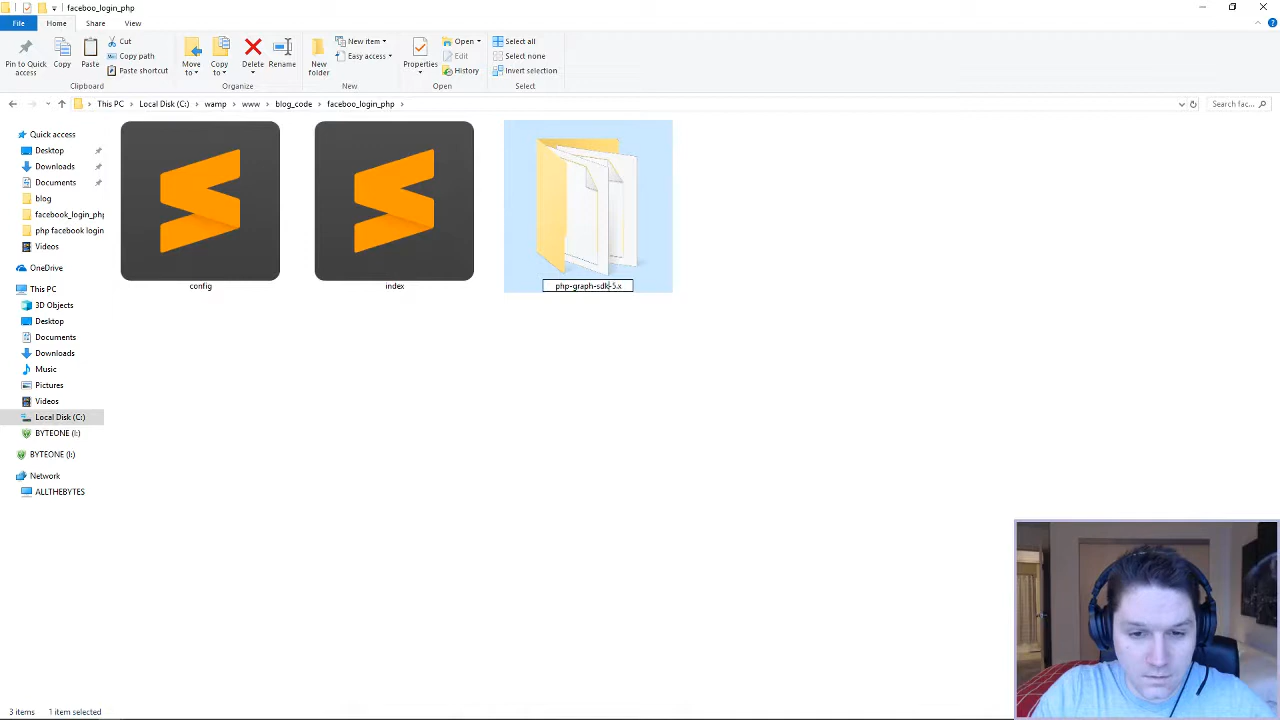 faceboo_login_php
File
Home
Share
View
Pin to Quick access
Copy
Paste
Cut
Copy path
Paste shortcut
Clipboard
Move to
Copy to
Delete
Rename
Organize
New folder
New item
Easy access
New
Properties
Open
Edit
History
Open
Select all
Select none
Invert selection
Select
This PC
Local Disk (C:)
wamp
www
blog_code
faceboo_login_php
Search fac...
Quick access
Desktop
Downloads
Documents
blog
facebook_login_php
php facebook login
Videos
OneDrive
This PC
3D Objects
Desktop
Documents
Downloads
Music
Pictures
Videos
Local Disk (C:)
BYTEONE (I:)
BYTEONE (I:)
Network
ALLTHEBYTES
config
index
php-graph-sdk-5.x
3 items
1 item selected